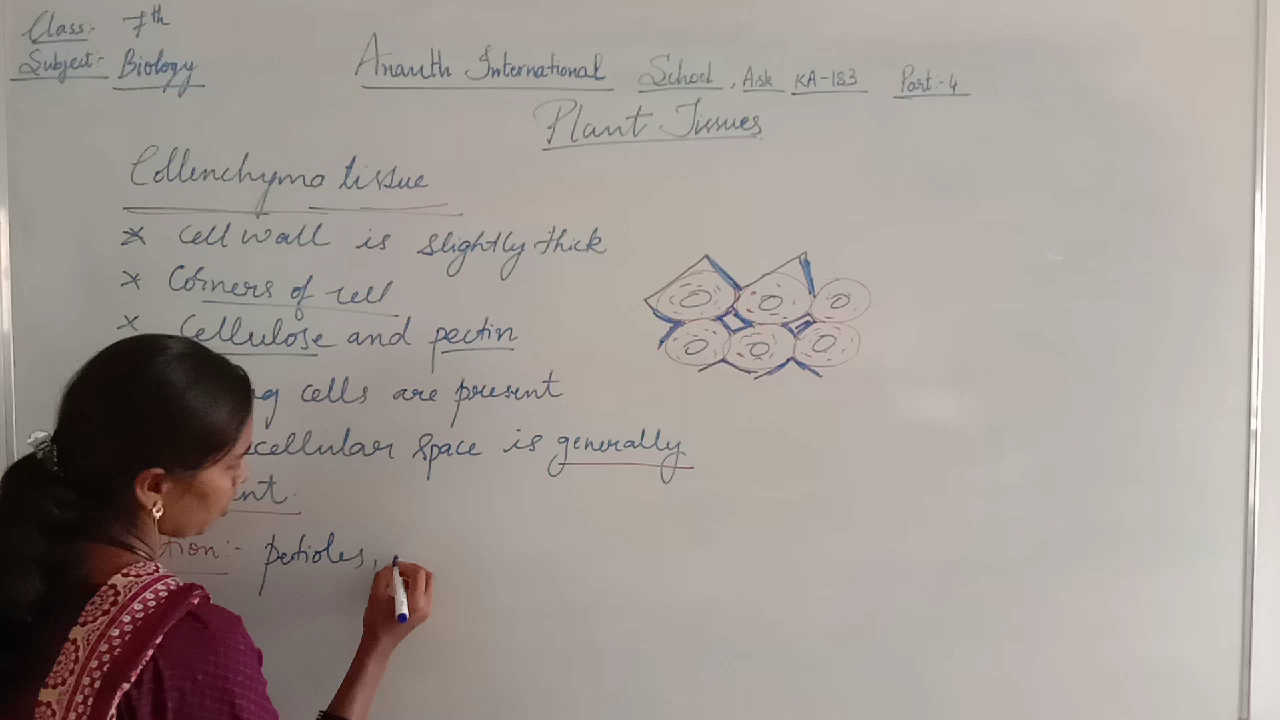 Class:- 7th
Subject:- Biology
Ananth International School, Ask KA-183 Part:- 4
Plant Tissues
Collenchyma tissue
* Cell wall is slightly thick
* Corners of cell
* Cellulose and pectin
cells are present
cellular space is generally
petioles,